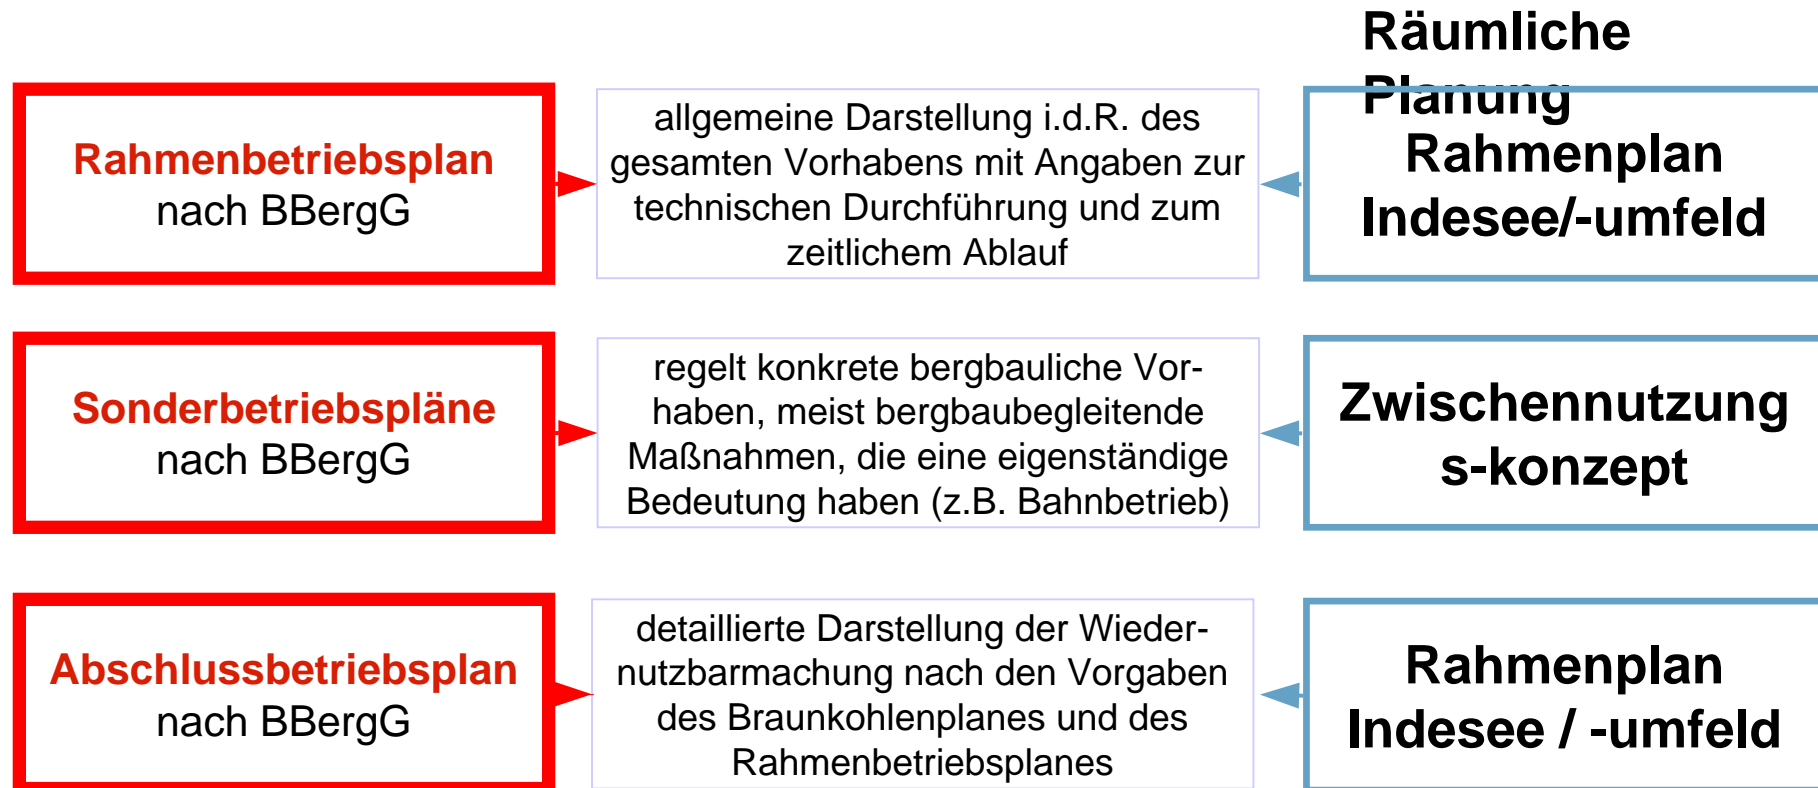 Räumliche
Planung
Rahmenbetriebsplan
nach BBergG
allgemeine Darstellung i.d.R. des
gesamten Vorhabens mit Angaben zur
technischen Durchführung und zum
zeitlichem Ablauf
Rahmenplan
Indesee/-umfeld
Sonderbetriebspläne
nach BBergG
regelt konkrete bergbauliche Vor-
haben, meist bergbaubegleitende
Maßnahmen, die eine eigenständige
Bedeutung haben (z.B. Bahnbetrieb)
Zwischennutzung
s-konzept
Abschlussbetriebsplan
nach BBergG
detaillierte Darstellung der Wieder-
nutzbarmachung nach den Vorgaben
des Braunkohlenplanes und des
Rahmenbetriebsplanes
Rahmenplan
Indesee / -umfeld